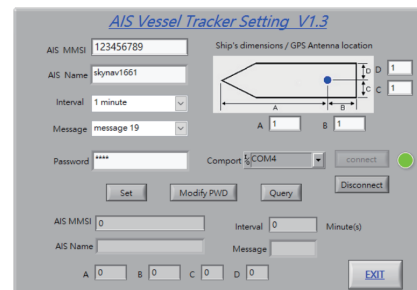 AIS Vessel Tracker Setting V1.3
AIS MMSI 123456789
Ship's dimensions / GPS Antenna location
AIS Name skynav1661
D D 1
C C 1
Interval 1 minute
A B
Message message 19
A 1 B 1
Password ****
Comport COM4 connect
Set Modify PWD Query Disconnect
AIS MMSI 0
Interval 0 Minute(s)
AIS Name
Message
A 0 B 0 C 0 D 0
EXIT